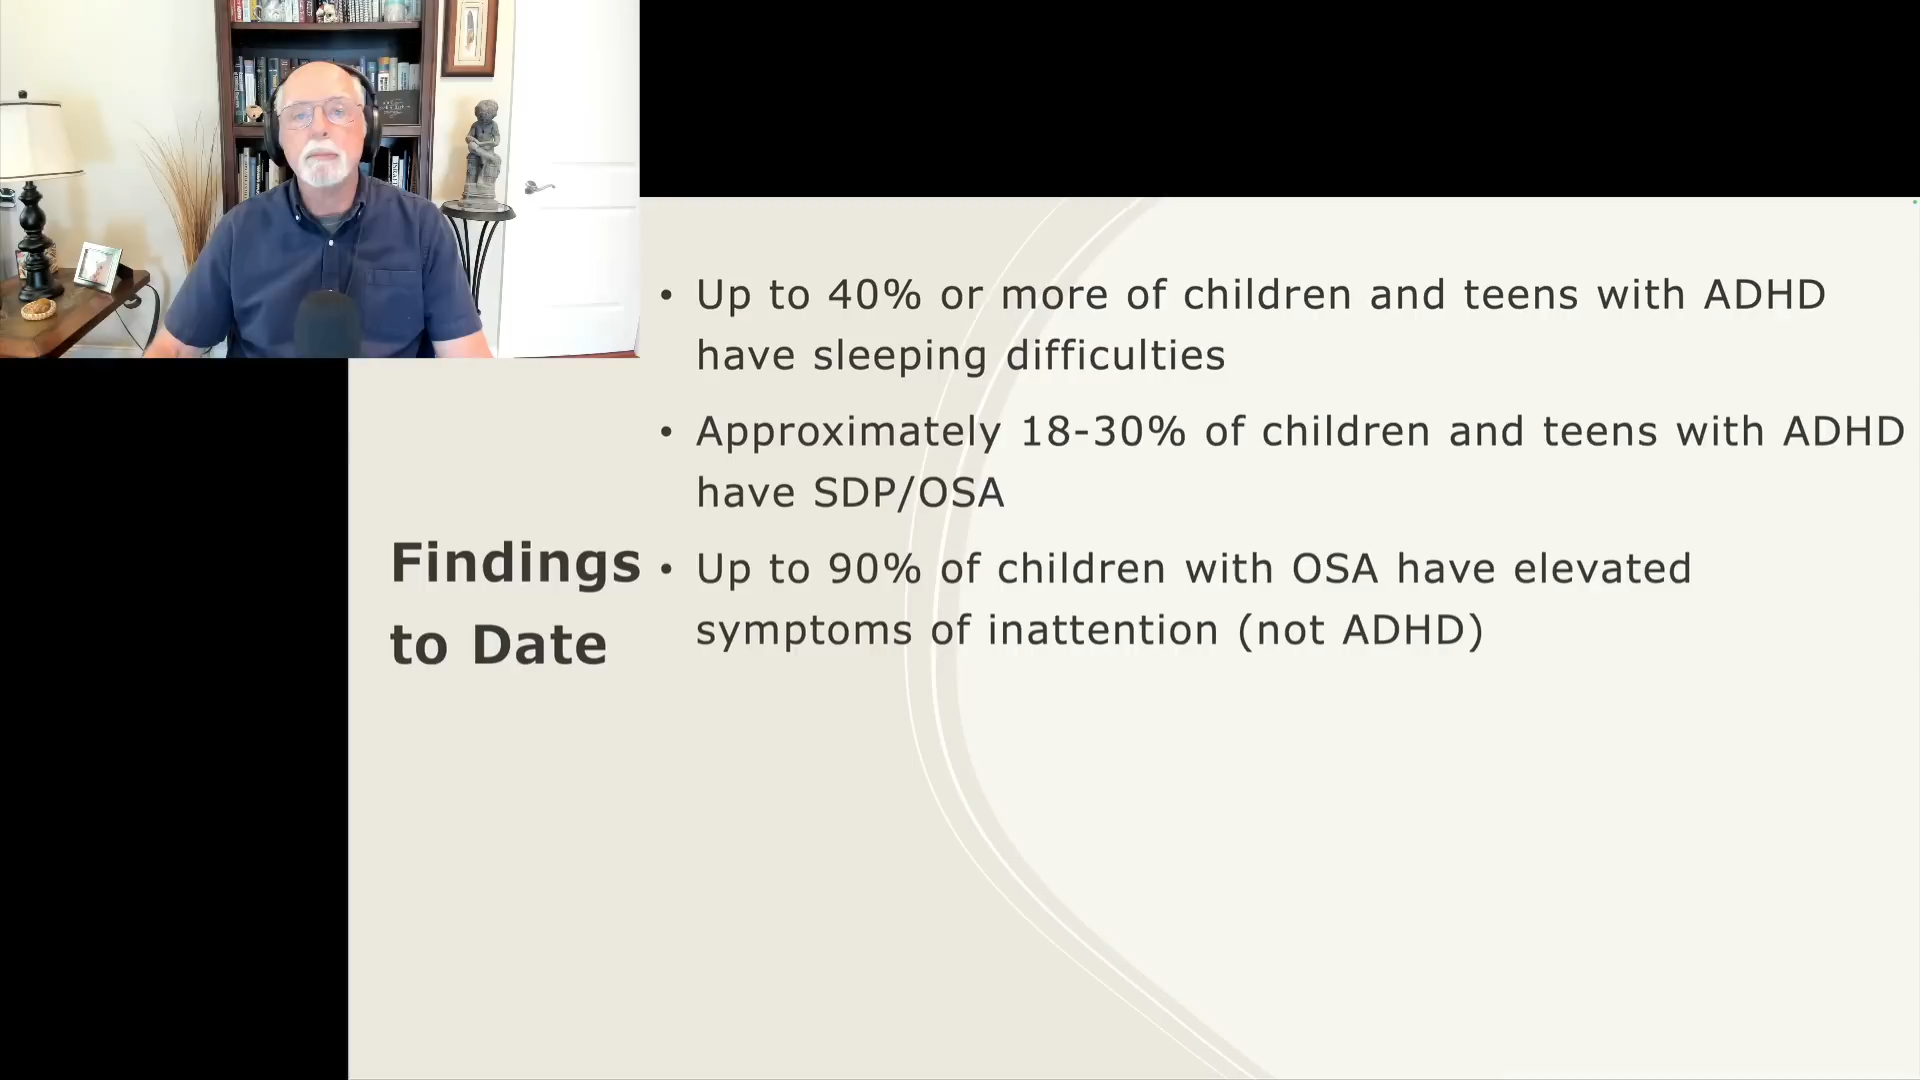 • Up to 40% or more of children and teens with ADHD
have sleeping difficulties
• Approximately 18-30% of children and teens with ADHD
have SDP/OSA
Findings
to Date
• Up to 90% of children with OSA have elevated
symptoms of inattention (not ADHD)